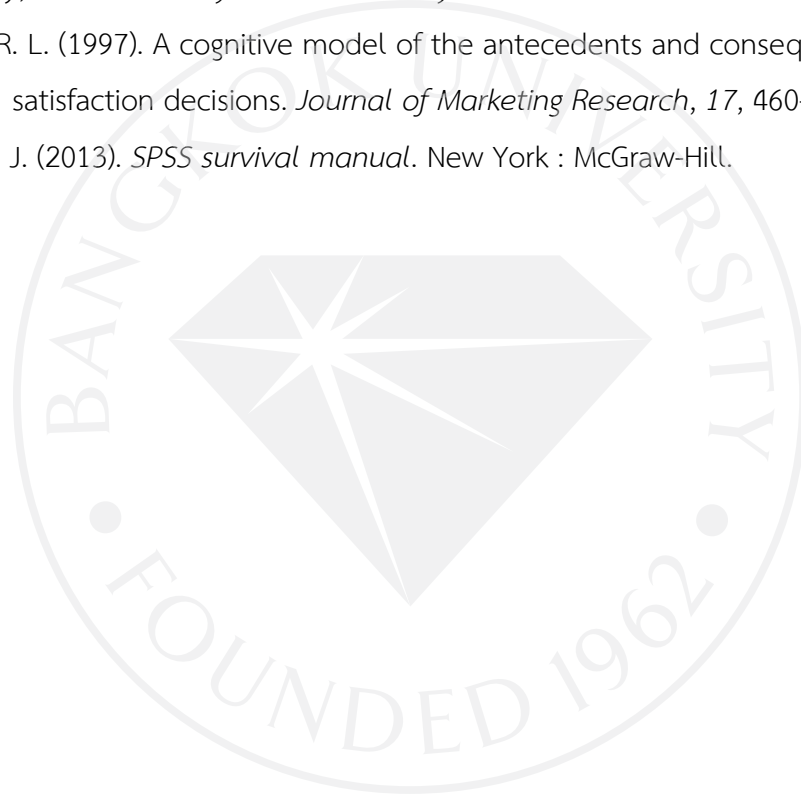 R. L. (1997). A cognitive model of the antecedents and conseq
satisfaction decisions. Journal of Marketing Research, 17, 460-
J. (2013). SPSS survival manual. New York : McGraw-Hill.
BANGKOK UNIVERSITY
FOUNDED 1962